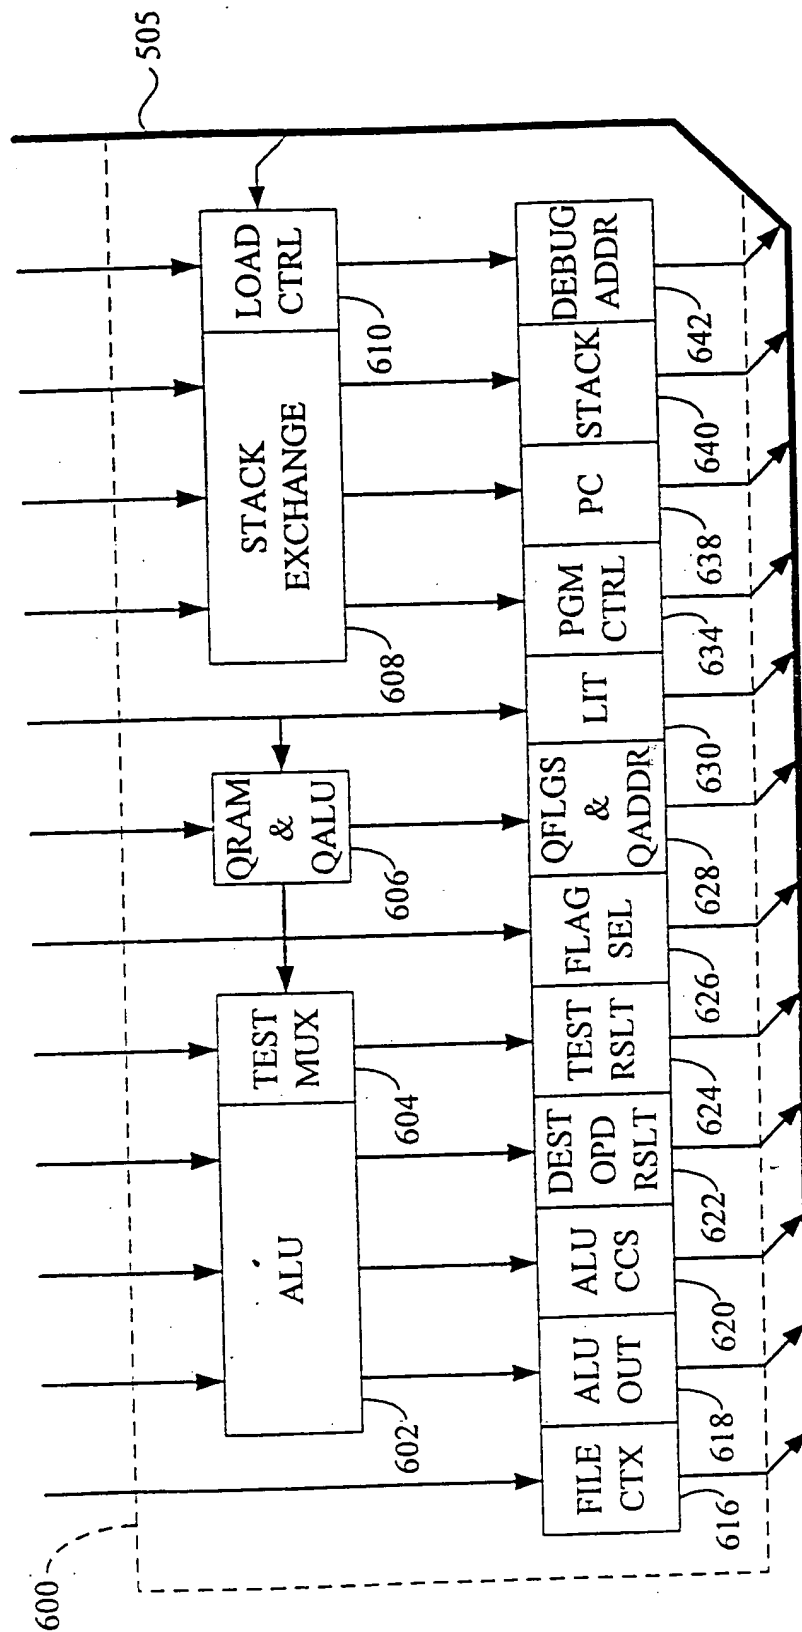 600
505
ALU
TEST
MUX
QRAM
&
QALU
STACK
EXCHANGE
LOAD
CTRL
602
604
606
608
610
FILE
CTX
ALU
OUT
ALU
CCS
DEST
OPD
RSLT
TEST
RSLT
FLAG
SEL
QFLGS
&
QADDR
LIT
PGM
CTRL
PC
STACK
DEBUG
ADDR
616
618
620
622
624
626
628
630
634
638
640
642